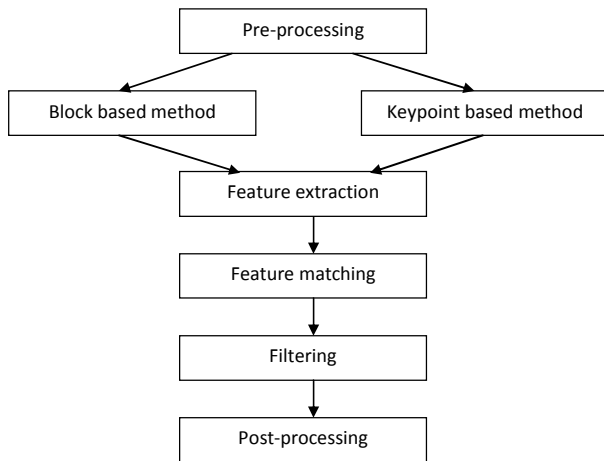 Pre-processing
Block based method
Keypoint based method
Feature extraction
Feature matching
Filtering
Post-processing